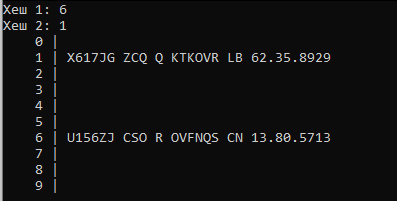 Хеш 1: 6
Хеш 2: 1
0 |
1 | X617JG ZCQ Q KTKOVR LB 62.35.8929
2 |
3 |
4 |
5 |
6 | U156ZJ CSO R OVFNQS CN 13.80.5713
7 |
8 |
9 |